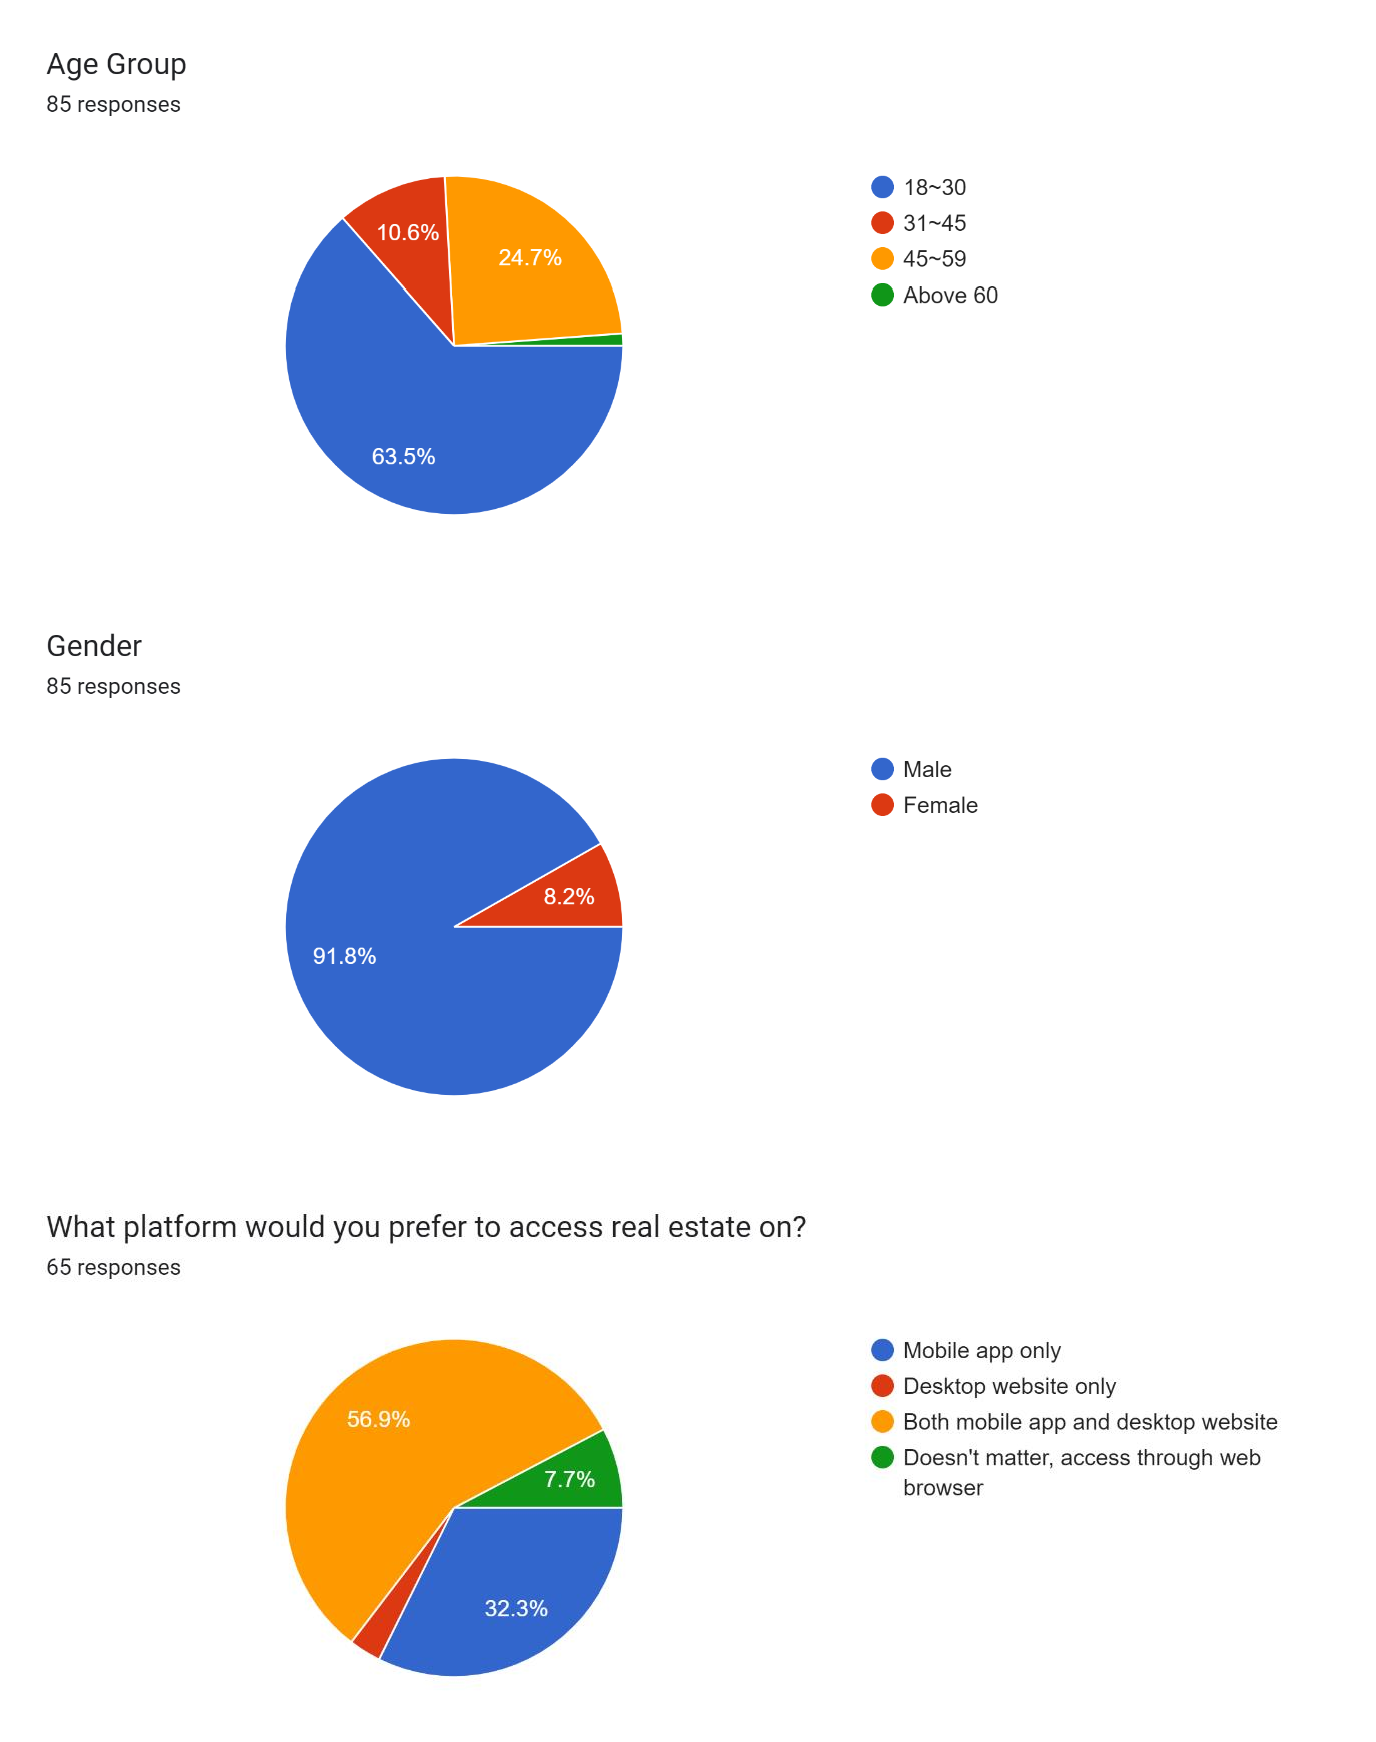 Age Group
85 responses
18~30
31~45
45~59
Above 60
10.6%
24.7%
63.5%
Gender
85 responses
Male
Female
8.2%
91.8%
What platform would you prefer to access real estate on?
65 responses
Mobile app only
Desktop website only
Both mobile app and desktop website
Doesn't matter, access through web
browser
56.9%
7.7%
32.3%